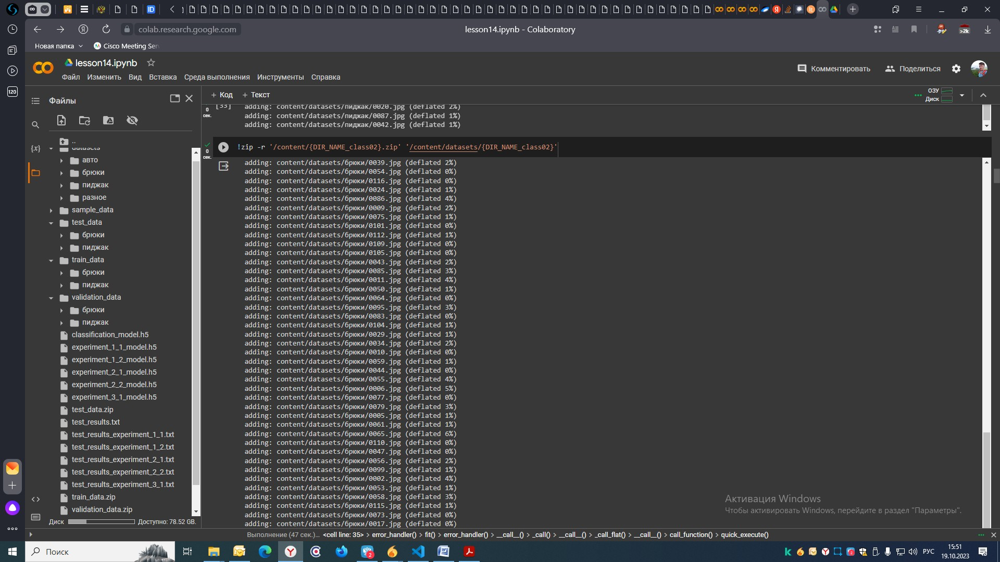 lesson14.ipynb - Colaboratory
colab.research.google.com
Новая папка
Cisco Meeting Ser
lesson14.ipynb
Файл Изменить Вид Вставка Среда выполнения Инструменты Справка
Комментировать Поделиться
120
>2k
Файлы
+ Код + Текст
ОЗУ
Диск
..
datasets
авто
брюки
пиджак
разное
sample_data
test_data
брюки
пиджак
train_data
брюки
пиджак
validation_data
брюки
пиджак
classification_model.h5
experiment_1_1_model.h5
experiment_1_2_model.h5
experiment_2_1_model.h5
experiment_2_2_model.h5
experiment_3_1_model.h5
test_data.zip
test_results.txt
test_results_experiment_1_1.txt
test_results_experiment_1_2.txt
test_results_experiment_2_1.txt
test_results_experiment_2_2.txt
test_results_experiment_3_1.txt
train_data.zip
validation_data.zip
Диск Доступно: 78.52 GB.
0 сек.
[33]
adding: content/datasets/пиджак/0020.jpg (deflated 2%)
adding: content/datasets/пиджак/0087.jpg (deflated 1%)
adding: content/datasets/пиджак/0042.jpg (deflated 1%)
0 сек.
!zip -r '/content/{DIR_NAME_class02}.zip' '/content/datasets/{DIR_NAME_class02}'
adding: content/datasets/брюки/0039.jpg (deflated 2%)
adding: content/datasets/брюки/0054.jpg (deflated 0%)
adding: content/datasets/брюки/0116.jpg (deflated 0%)
adding: content/datasets/брюки/0024.jpg (deflated 1%)
adding: content/datasets/брюки/0086.jpg (deflated 4%)
adding: content/datasets/брюки/0009.jpg (deflated 2%)
adding: content/datasets/брюки/0075.jpg (deflated 1%)
adding: content/datasets/брюки/0101.jpg (deflated 0%)
adding: content/datasets/брюки/0112.jpg (deflated 1%)
adding: content/datasets/брюки/0109.jpg (deflated 0%)
adding: content/datasets/брюки/0105.jpg (deflated 0%)
adding: content/datasets/брюки/0043.jpg (deflated 2%)
adding: content/datasets/брюки/0085.jpg (deflated 3%)
adding: content/datasets/брюки/0011.jpg (deflated 4%)
adding: content/datasets/брюки/0050.jpg (deflated 1%)
adding: content/datasets/брюки/0064.jpg (deflated 0%)
adding: content/datasets/брюки/0095.jpg (deflated 3%)
adding: content/datasets/брюки/0083.jpg (deflated 0%)
adding: content/datasets/брюки/0104.jpg (deflated 1%)
adding: content/datasets/брюки/0029.jpg (deflated 1%)
adding: content/datasets/брюки/0034.jpg (deflated 2%)
adding: content/datasets/брюки/0010.jpg (deflated 0%)
adding: content/datasets/брюки/0059.jpg (deflated 1%)
adding: content/datasets/брюки/0044.jpg (deflated 0%)
adding: content/datasets/брюки/0055.jpg (deflated 4%)
adding: content/datasets/брюки/0006.jpg (deflated 5%)
adding: content/datasets/брюки/0077.jpg (deflated 0%)
adding: content/datasets/брюки/0079.jpg (deflated 3%)
adding: content/datasets/брюки/0005.jpg (deflated 1%)
adding: content/datasets/брюки/0061.jpg (deflated 1%)
adding: content/datasets/брюки/0065.jpg (deflated 6%)
adding: content/datasets/брюки/0110.jpg (deflated 0%)
adding: content/datasets/брюки/0047.jpg (deflated 0%)
adding: content/datasets/брюки/0056.jpg (deflated 2%)
adding: content/datasets/брюки/0099.jpg (deflated 1%)
adding: content/datasets/брюки/0002.jpg (deflated 4%)
adding: content/datasets/брюки/0053.jpg (deflated 1%)
adding: content/datasets/брюки/0058.jpg (deflated 3%)
adding: content/datasets/брюки/0115.jpg (deflated 1%)
adding: content/datasets/брюки/0073.jpg (deflated 0%)
adding: content/datasets/брюки/0017.jpg (deflated 0%)
Активация Windows
Чтобы активировать Windows, перейдите в раздел "Параметры".
Выполнение (47 сек.)... <cell line: 35> > error_handler() > fit() > error_handler() > __call__() > _call() > __call__() > _call_flat() > __call__() > call_function() > quick_execute()
Поиск
РУС
15:51
19.10.2023